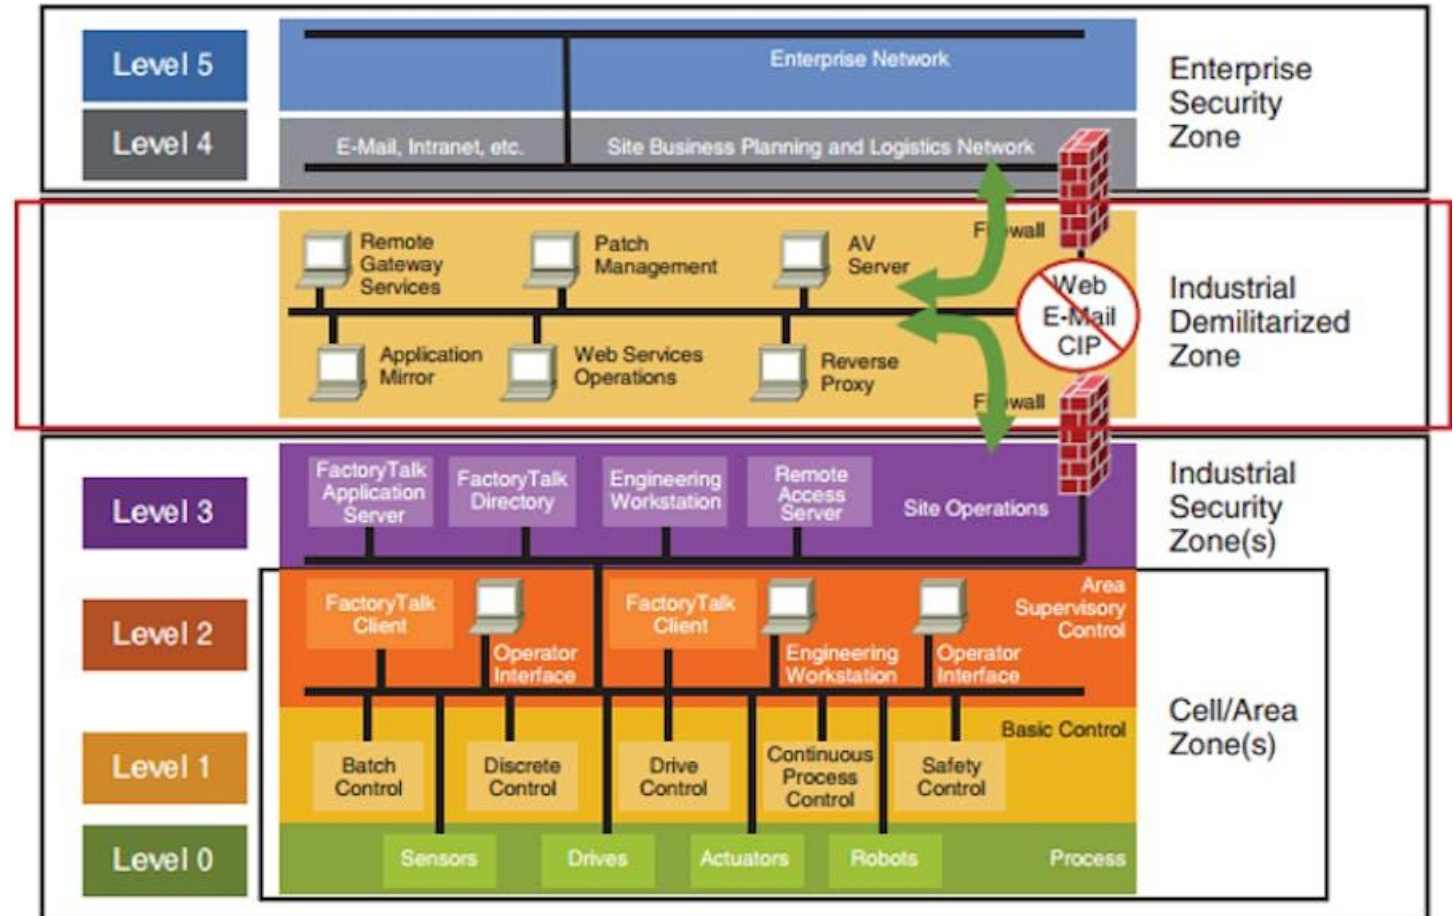 Level 5
Enterprise Network
Enterprise
Security
Zone
Level 4
E-Mail, Intranet, etc.
Site Business Planning and Logistics Network
Remote
Gateway
Services
Patch
Management
AV
Server
Firewall
Web
E-Mail
CIP
Industrial
Demilitarized
Zone
Application
Mirror
Web Services
Operations
Reverse
Proxy
Firewall
Level 3
FactoryTalk
Application
Server
FactoryTalk
Directory
Engineering
Workstation
Remote
Access
Server
Site Operations
Industrial
Security
Zone(s)
Level 2
FactoryTalk
Client
Operator
Interface
FactoryTalk
Client
Engineering
Workstation
Operator
Interface
Area
Supervisory
Control
Cell/Area
Zone(s)
Level 1
Basic Control
Batch
Control
Discrete
Control
Drive
Control
Continuous
Process
Control
Safety
Control
Level 0
Sensors
Drives
Actuators
Robots
Process